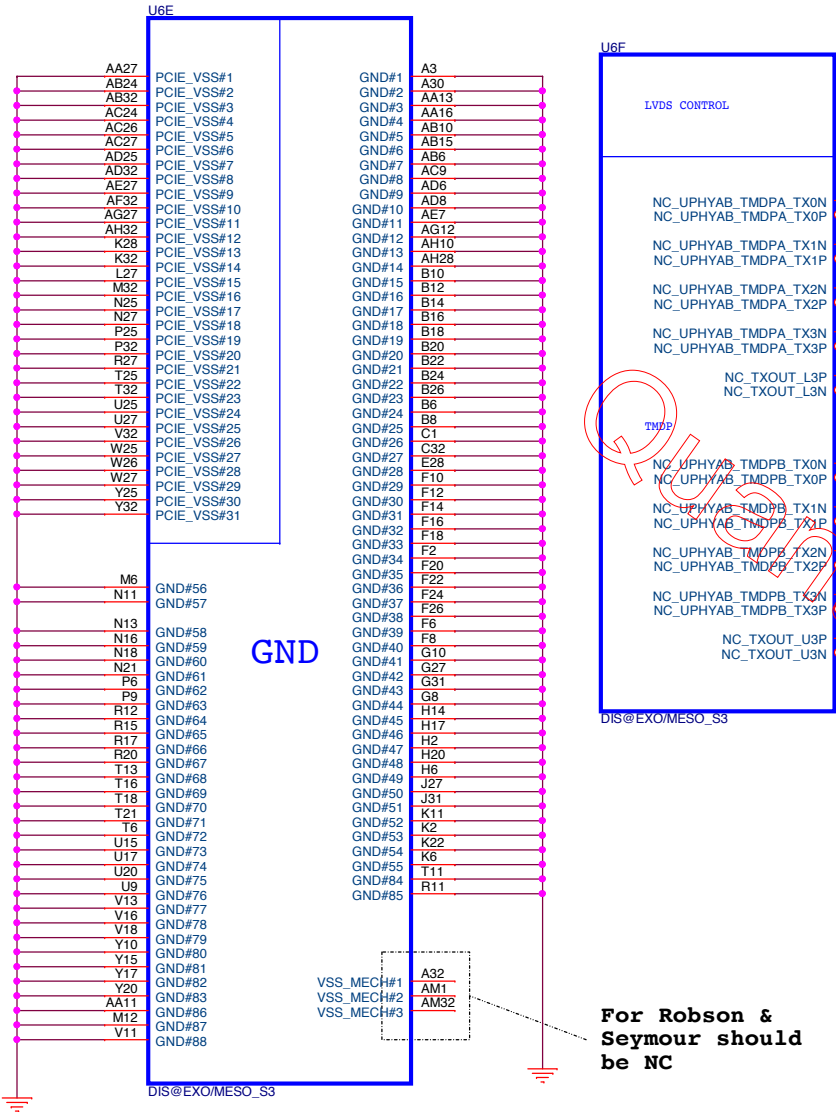 U6E
AA27 PCIE_VSS#1
AB24 PCIE_VSS#2
AB32 PCIE_VSS#3
AC24 PCIE_VSS#4
AC26 PCIE_VSS#5
AC27 PCIE_VSS#6
AD25 PCIE_VSS#7
AD32 PCIE_VSS#8
AE27 PCIE_VSS#9
AF32 PCIE_VSS#10
AG27 PCIE_VSS#11
AH32 PCIE_VSS#12
K28 PCIE_VSS#13
K32 PCIE_VSS#14
L27 PCIE_VSS#15
M32 PCIE_VSS#16
N25 PCIE_VSS#17
N27 PCIE_VSS#18
P25 PCIE_VSS#19
P32 PCIE_VSS#20
R27 PCIE_VSS#21
T25 PCIE_VSS#22
T32 PCIE_VSS#23
U25 PCIE_VSS#24
U27 PCIE_VSS#25
V32 PCIE_VSS#26
W25 PCIE_VSS#27
W26 PCIE_VSS#28
W27 PCIE_VSS#29
Y25 PCIE_VSS#30
Y32 PCIE_VSS#31
M6 GND#56
N11 GND#57
N13 GND#58
N16 GND#59
N18 GND#60
N21 GND#61
P6 GND#62
P9 GND#63
R12 GND#64
R15 GND#65
R17 GND#66
R20 GND#67
T13 GND#68
T16 GND#69
T18 GND#70
T21 GND#71
T6 GND#72
U15 GND#73
U17 GND#74
U20 GND#75
U9 GND#76
V13 GND#77
V16 GND#78
V18 GND#79
Y10 GND#80
Y15 GND#81
Y17 GND#82
Y20 GND#83
AA11 GND#86
M12 GND#87
V11 GND#88
GND
GND#1 A3
GND#2 A30
GND#3 AA13
GND#4 AA16
GND#5 AB10
GND#6 AB15
GND#7 AB6
GND#8 AC9
GND#9 AD6
GND#10 AD8
GND#11 AE7
GND#12 AG12
GND#13 AH10
GND#14 AH28
GND#15 B10
GND#16 B12
GND#17 B14
GND#18 B16
GND#19 B18
GND#20 B20
GND#21 B22
GND#22 B24
GND#23 B26
GND#24 B6
GND#25 B8
GND#26 C1
GND#27 C32
GND#28 E28
GND#29 F10
GND#30 F12
GND#31 F14
GND#32 F16
GND#33 F18
GND#34 F2
GND#35 F20
GND#36 F22
GND#37 F24
GND#38 F26
GND#39 F6
GND#40 F8
GND#41 G10
GND#42 G27
GND#43 G31
GND#44 G8
GND#45 H14
GND#46 H17
GND#47 H2
GND#48 H20
GND#49 H6
GND#50 J27
GND#51 J31
GND#52 K11
GND#53 K2
GND#54 K22
GND#55 K6
GND#84 T11
GND#85 R11
VSS_MECH#1 A32
VSS_MECH#2 AM1
VSS_MECH#3 AM32
DIS@EXO/MESO_S3
For Robson &
Seymour should
be NC
U6F
LVDS CONTROL
NC_UPHYAB_TMDPA_TX0N
NC_UPHYAB_TMDPA_TX0P
NC_UPHYAB_TMDPA_TX1N
NC_UPHYAB_TMDPA_TX1P
NC_UPHYAB_TMDPA_TX2N
NC_UPHYAB_TMDPA_TX2P
NC_UPHYAB_TMDPA_TX3N
NC_UPHYAB_TMDPA_TX3P
NC_TXOUT_L3P
NC_TXOUT_L3N
TMDP
NC_UPHYAB_TMDPB_TX0N
NC_UPHYAB_TMDPB_TX0P
NC_UPHYAB_TMDPB_TX1N
NC_UPHYAB_TMDPB_TX1P
NC_UPHYAB_TMDPB_TX2N
NC_UPHYAB_TMDPB_TX2P
NC_UPHYAB_TMDPB_TX3N
NC_UPHYAB_TMDPB_TX3P
NC_TXOUT_U3P
NC_TXOUT_U3N
DIS@EXO/MESO_S3
Quan